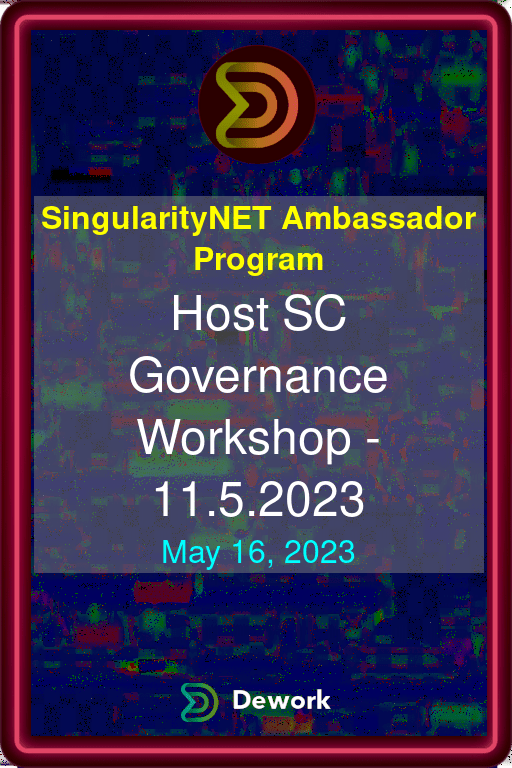 SingularityNET Ambassador
Program
Host SC
Governance
Workshop -
11.5.2023
May 16, 2023
Dework